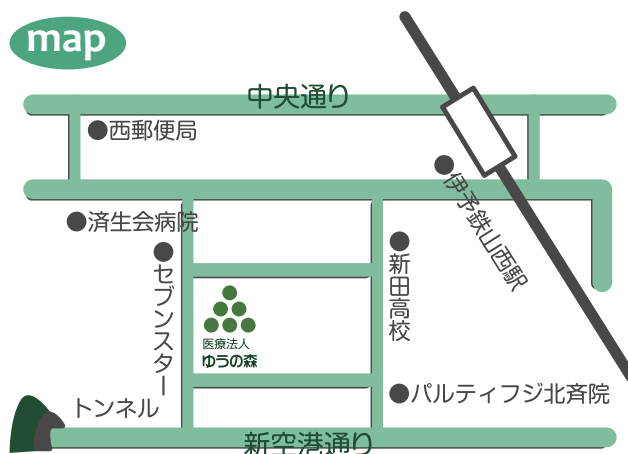 map
中央通り
西郵便局
伊予鉄山西駅
済生会病院
セブンスター
新田高校
医療法人
ゆうの森
パルティフジ北斉院
トンネル
新空港通り